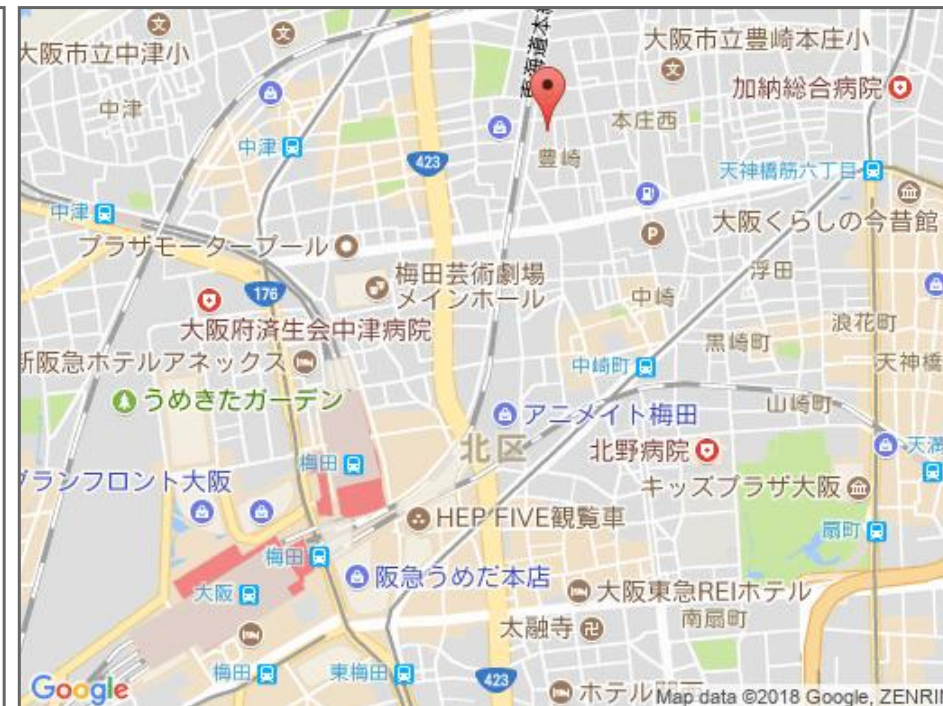 大阪市立中津小
大阪市立豊崎本庄小
加納総合病院
中津
本庄西
中津
423
豊崎
天神橋筋六丁目
中津
大阪くらしの今昔館
プラザモータープール
P
浮田
梅田芸術劇場
メインホール
176
中崎
浪花町
大阪府済生会中津病院
黒崎町
新阪急ホテルアネックス
中崎町
天神橋
うめきたガーデン
アニメイト梅田
山崎町
北区
北野病院
天満
梅田
グランフロント大阪
キッズプラザ大阪
HEP FIVE観覧車
扇町
梅田
阪急うめだ本店
大阪
大阪東急REIホテル
南扇町
太融寺
梅田
東梅田
423
Google
Map data ©2018 Google, ZENRIN